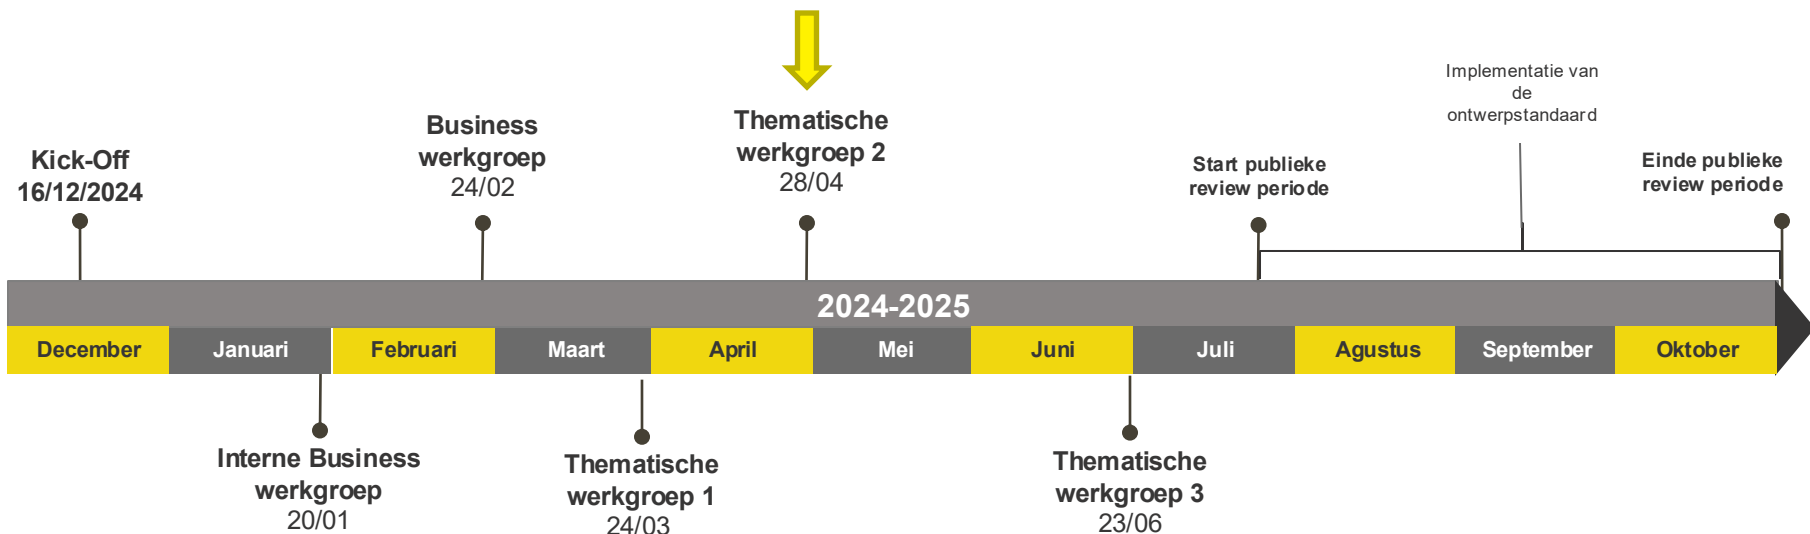 Kick-Off
16/12/2024
Business
werkgroep
24/02
Thematische
werkgroep 2
28/04
Start publieke
review periode
Implementatie van
de
ontwerpstandaard
Einde publieke
review periode
2024-2025
December
Januari
Februari
Maart
April
Mei
Juni
Juli
Agustus
September
Oktober
Interne Business
werkgroep
20/01
Thematische
werkgroep 1
24/03
Thematische
werkgroep 3
23/06